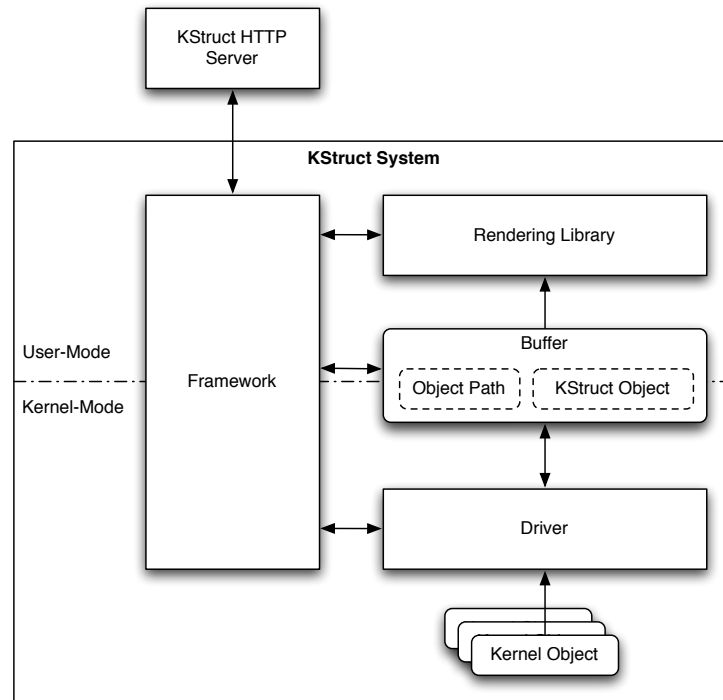 KStruct HTTP
Server
KStruct System
Rendering Library
User-Mode
Buffer
Framework
Object Path
KStruct Object
Kernel-Mode
Driver
Kernel Object